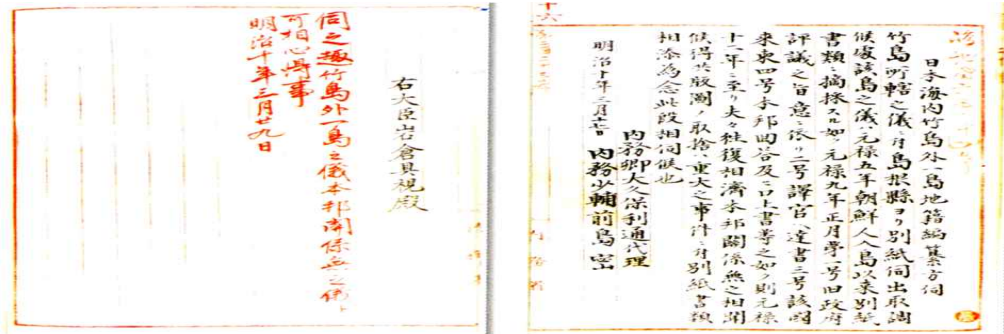 十六
日本海内竹島外一島地籍編纂方伺
竹島所轄之儀ニ付島根縣ヨリ別紙伺出取調
候處該島之儀ハ元禄五年朝鮮人入島以来別紙
書類ニ摘採スル如ク元禄九年正月第一号旧政府
評議之旨意ニ依リ二号譯官ヘ達書三号該國
来柬四号本邦回答及ヒ口上書等之如ク則元禄
十二年ニ至リ夫々往復相濟本邦關係無之相聞
候得共版圖ノ取捨ハ重大之事件ニ付別紙書類
相添為念此段相伺候也
内務卿大久保利通代理
明治十年三月十七日 内務少輔前島密
右大臣岩倉具視殿
伺之趣竹島外一島之儀本邦関係無之儀ト
可相心得事
明治十年三月廿九日